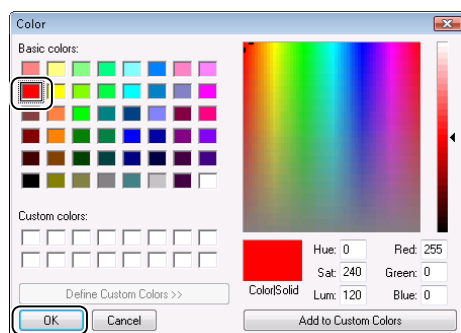 Color
Basic colors:
Custom colors:
Define Custom Colors >>
OK Cancel
Color|Solid
Hue: 0 Red: 255
Sat: 240 Green: 0
Lum: 120 Blue: 0
Add to Custom Colors